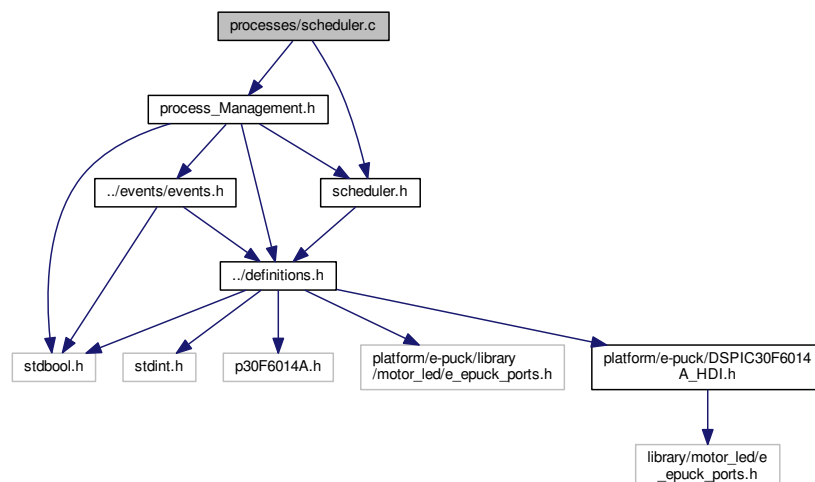 processes/scheduler.c
process_Management.h
../events/events.h
scheduler.h
../definitions.h
stdbool.h
stdint.h
p30F6014A.h
platform/e-puck/library
/motor_led/e_epuck_ports.h
platform/e-puck/DSPIC30F6014
A_HDI.h
library/motor_led/e
_epuck_ports.h